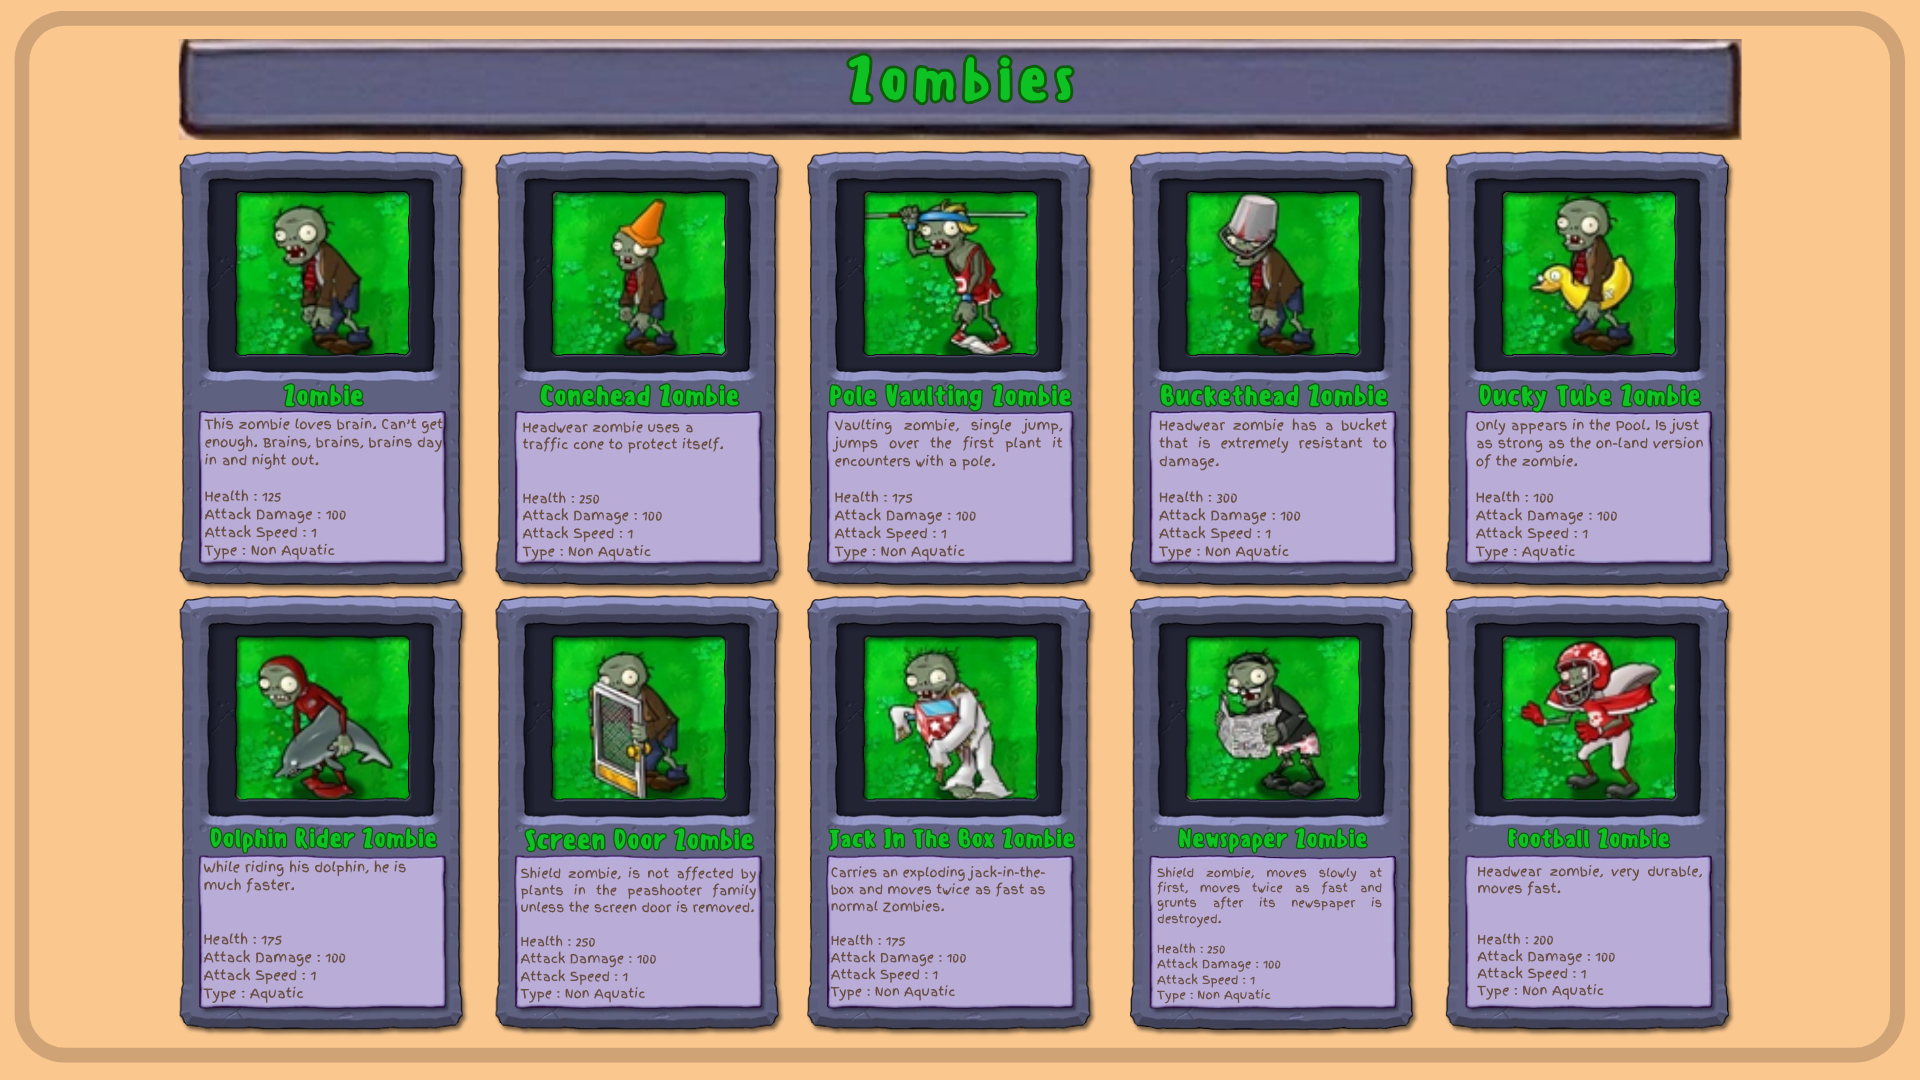 Zombies
Zombie
This zombie loves brain. Can't get
enough. Brains, brains, brains day
in and night out.
Health : 125
Attack Damage : 100
Attack Speed : 1
Type : Non Aquatic
Conehead Zombie
Headwear zombie uses a
traffic cone to protect itself.
Health : 250
Attack Damage : 100
Attack Speed : 1
Type : Non Aquatic
Pole Vaulting Zombie
Vaulting zombie, single jump,
jumps over the first plant it
encounters with a pole.
Health : 175
Attack Damage : 100
Attack Speed : 1
Type : Non Aquatic
Buckethead Zombie
Headwear zombie has a bucket
that is extremely resistant to
damage.
Health : 300
Attack Damage : 100
Attack Speed : 1
Type : Non Aquatic
Ducky Tube Zombie
Only appears in the Pool. Is just
as strong as the on-land version
of the zombie.
Health : 100
Attack Damage : 100
Attack Speed : 1
Type : Aquatic
Dolphin Rider Zombie
While riding his dolphin, he is
much faster.
Health : 175
Attack Damage : 100
Attack Speed : 1
Type : Aquatic
Screen Door Zombie
Shield zombie, is not affected by
plants in the peashooter family
unless the screen door is removed.
Health : 250
Attack Damage : 100
Attack Speed : 1
Type : Non Aquatic
Jack In The Box Zombie
Carries an exploding jack-in-the-
box and moves twice as fast as
normal Zombies.
Health : 175
Attack Damage : 100
Attack Speed : 1
Type : Non Aquatic
Newspaper Zombie
Shield zombie, moves slowly at
first, moves twice as fast and
grunts after its newspaper is
destroyed.
Health : 250
Attack Damage : 100
Attack Speed : 1
Type : Non Aquatic
Football Zombie
Headwear zombie, very durable,
moves fast.
Health : 200
Attack Damage : 100
Attack Speed : 1
Type : Non Aquatic